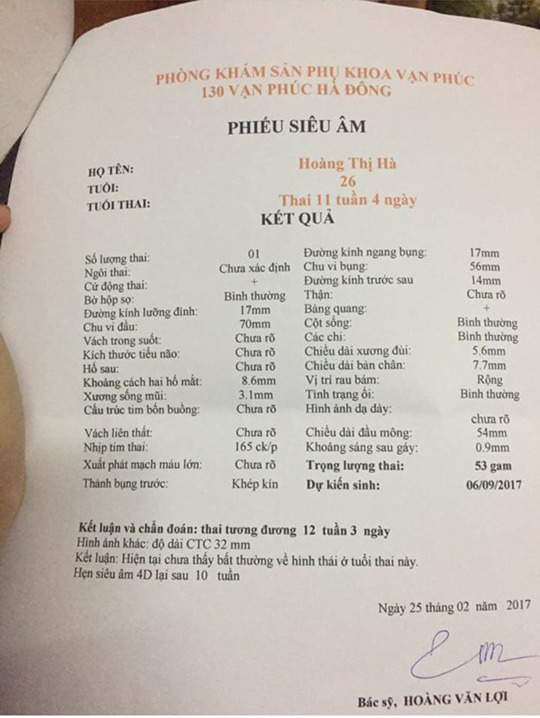 PHÒNG KHÁM SẢN PHỤ KHOA VẠN PHÚC
130 VẠN PHÚC HÀ ĐÔNG
PHIẾU SIÊU ÂM
HỌ TÊN: Hoàng Thị Hà
TUỔI: 26
TUỔI THAI: Thai 11 tuần 4 ngày
KẾT QUẢ
Số lượng thai: 01 Đường kính ngang bụng: 17mm
Ngôi thai: Chưa xác định Chu vi bụng: 56mm
Cử động thai: + Đường kính trước sau 14mm
Bờ hộp sọ: Bình thường Thận: Chưa rõ
Đường kính lưỡng đỉnh: 17mm Bàng quang: +
Chu vi đầu: 70mm Cột sống: Bình thường
Vách trong suốt: Chưa rõ Các chi: Bình thường
Kích thước tiểu não: Chưa rõ Chiều dài xương đùi: 5.6mm
Hố sau: Chưa rõ Chiều dài bàn chân: 7.7mm
Khoảng cách hai hố mắt: 8.6mm Vị trí rau bám: Rộng
Xương sống mũi: 3.1mm Tình trạng ối: Bình thường
Cấu trúc tim bốn buồng: Chưa rõ Hình ảnh dạ dày: chưa rõ
Vách liên thất: Chưa rõ Chiều dài đầu mông: 54mm
Nhịp tim thai: 165 ck/p Khoảng sáng sau gáy: 0.9mm
Xuất phát mạch máu lớn: Chưa rõ Trọng lượng thai: 53 gam
Thành bụng trước: Khép kín Dự kiến sinh: 06/09/2017
Kết luận và chẩn đoán: thai tương đương 12 tuần 3 ngày
Hình ảnh khác: độ dài CTC 32 mm
Kết luận: Hiện tại chưa thấy bất thường về hình thái ở tuổi thai này.
Hẹn siêu âm 4D lại sau 10 tuần
Ngày 25 tháng 02 năm 2017
Bác sỹ, HOÀNG VĂN LỢI